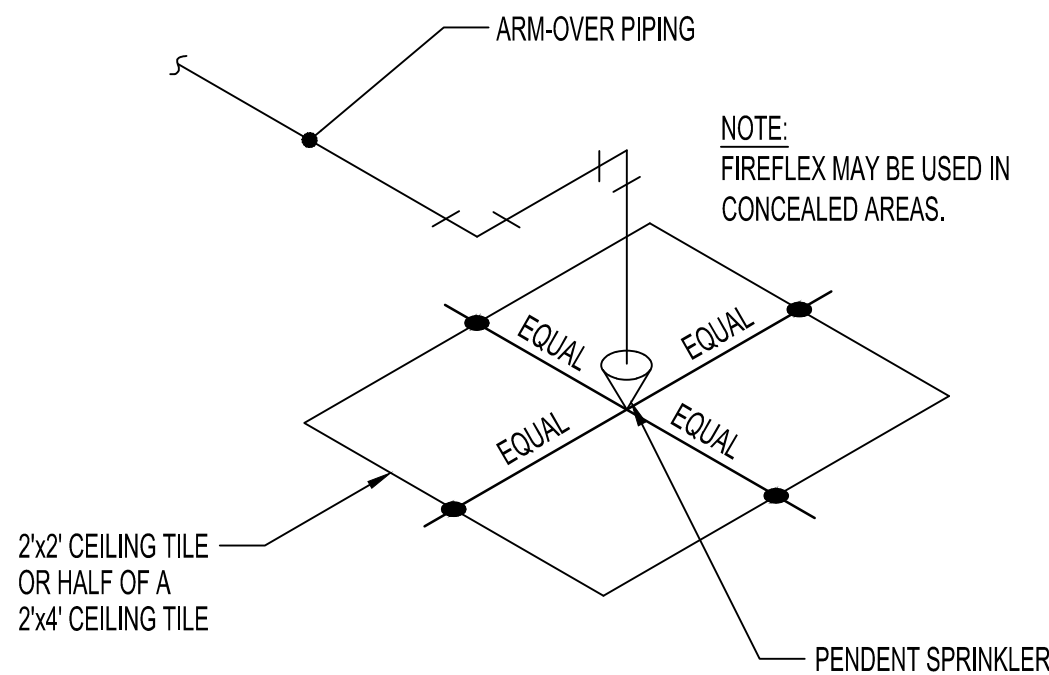 ARM-OVER PIPING
NOTE:
FIREFLEX MAY BE USED IN
CONCEALED AREAS.
EQUAL
EQUAL
EQUAL
EQUAL
2'x2' CEILING TILE
OR HALF OF A
2'x4' CEILING TILE
PENDENT SPRINKLER